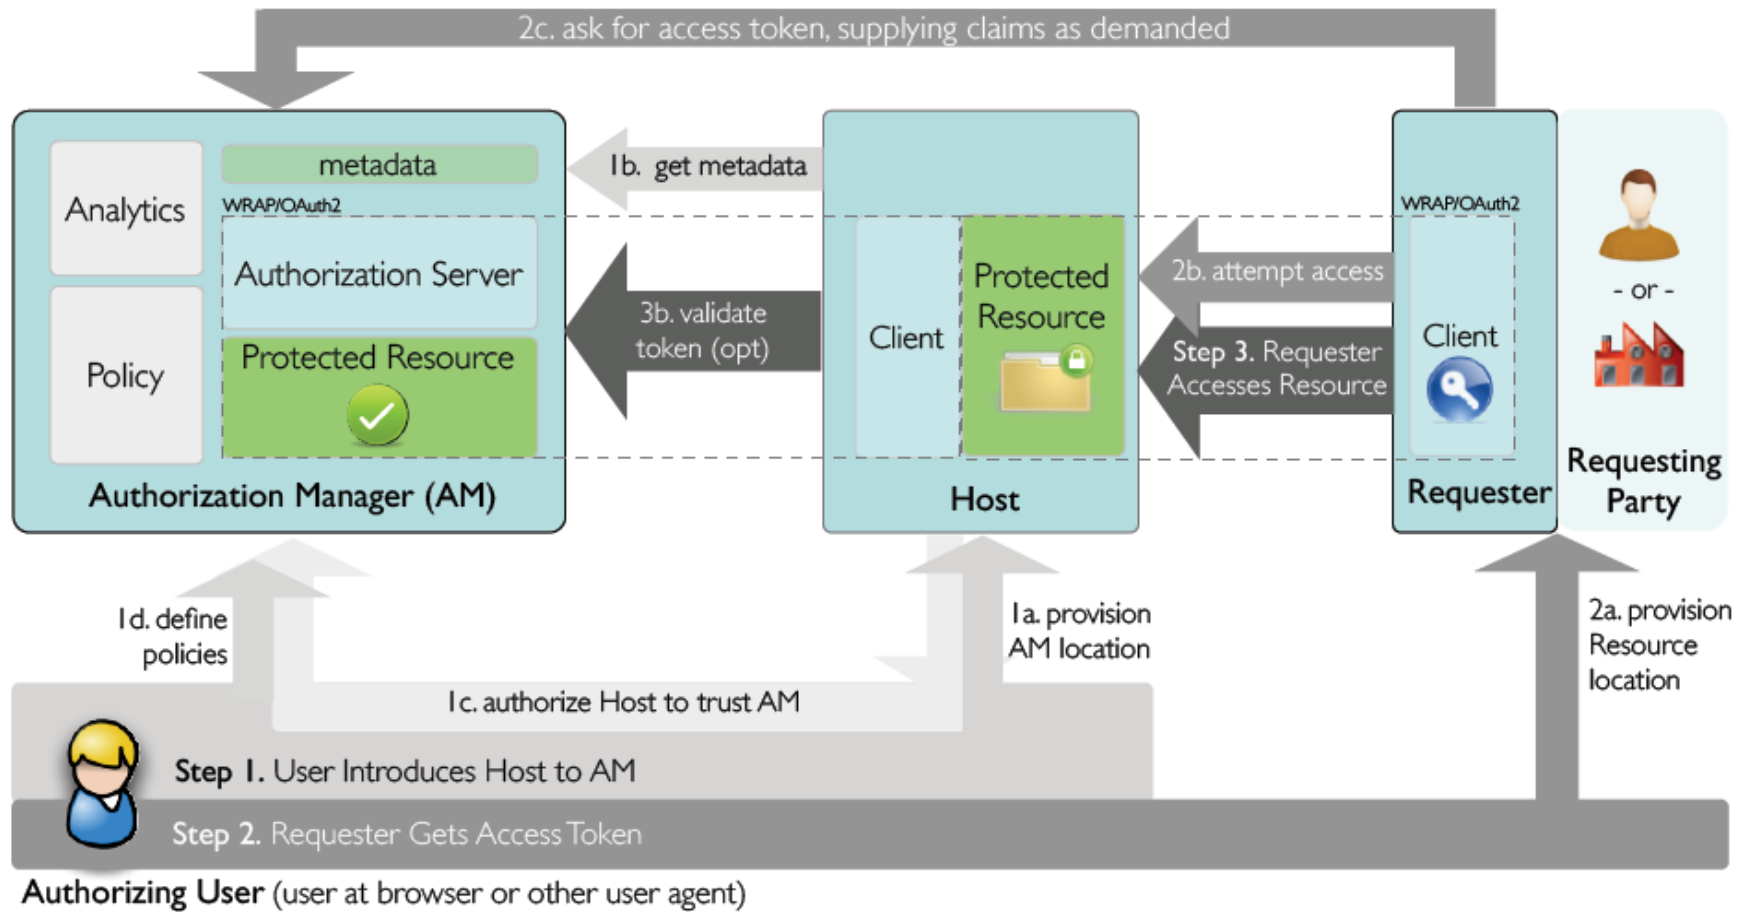 2c. ask for access token, supplying claims as demanded
Analytics
Policy
metadata
WRAP/OAuth2
Authorization Server
Protected Resource
Authorization Manager (AM)
1b. get metadata
3b. validate
token (opt)
Client
Protected
Resource
Host
2b. attempt access
Step 3. Requester
Accesses Resource
WRAP/OAuth2
Client
Requester
- or -
Requesting
Party
1d. define
policies
1c. authorize Host to trust AM
1a. provision
AM location
2a. provision
Resource
location
Step 1. User Introduces Host to AM
Step 2. Requester Gets Access Token
Authorizing User (user at browser or other user agent)